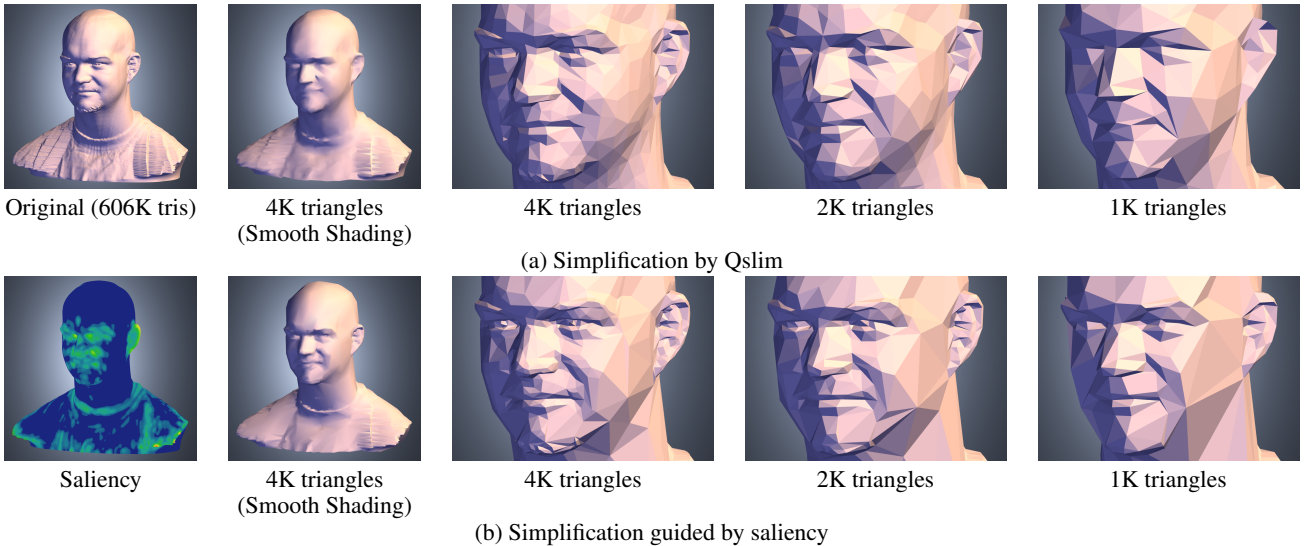 Original (606K tris)
4K triangles
(Smooth Shading)
4K triangles
2K triangles
1K triangles
(a) Simplification by Qslim
Saliency
4K triangles
(Smooth Shading)
4K triangles
2K triangles
1K triangles
(b) Simplification guided by saliency